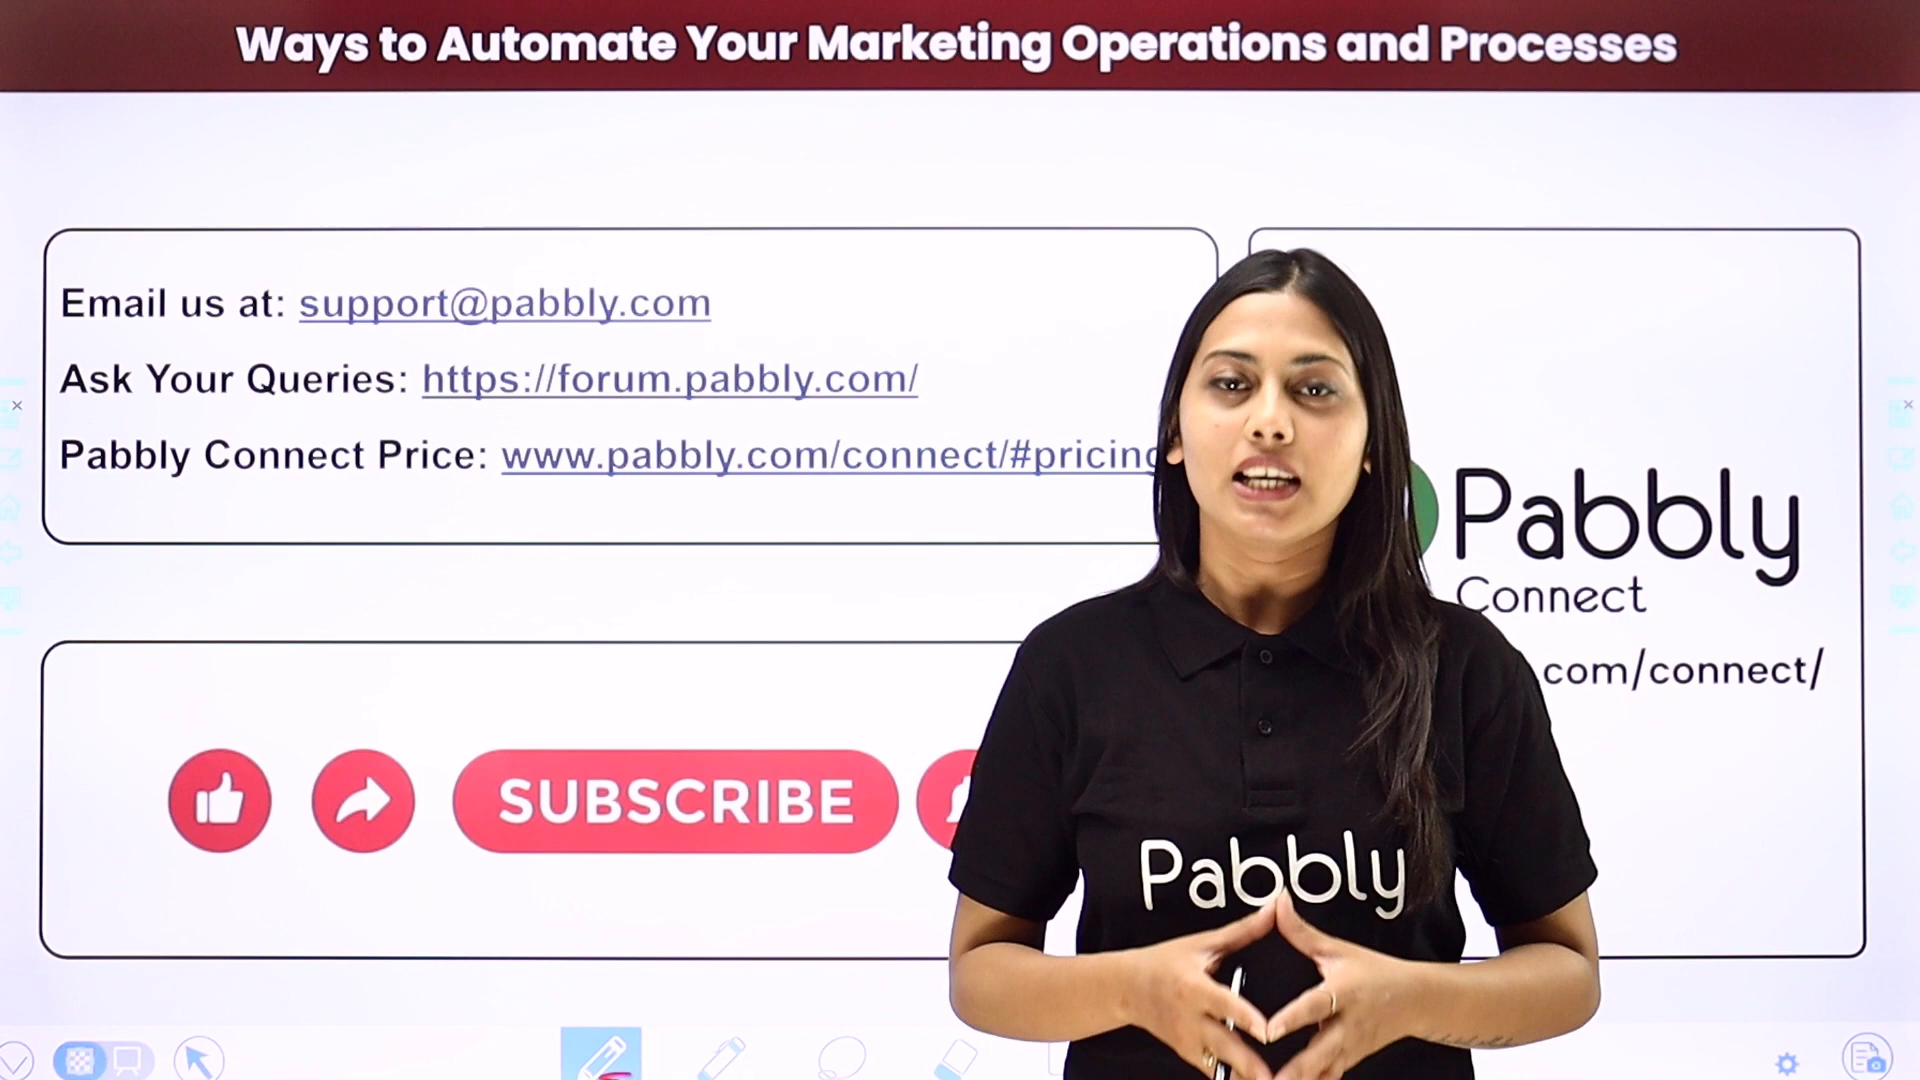 Ways to Automate Your Marketing Operations and Processes
Email us at: support@pabbly.com
Ask Your Queries: https://forum.pabbly.com/
Pabbly Connect Price: www.pabbly.com/connect/#pricing
Pabbly
Connect
.com/connect/
SUBSCRIBE
Pabbly